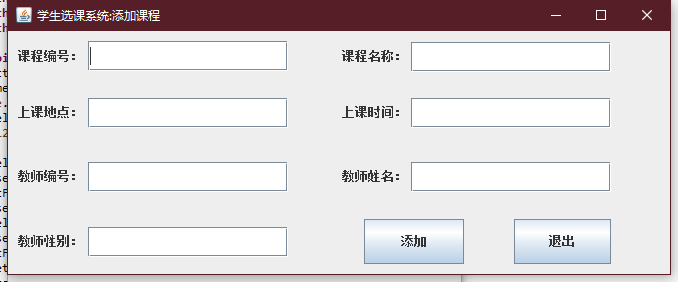 学生选课系统:添加课程
课程编号： 课程名称：
上课地点： 上课时间：
教师编号： 教师姓名：
教师性别： 添加 退出